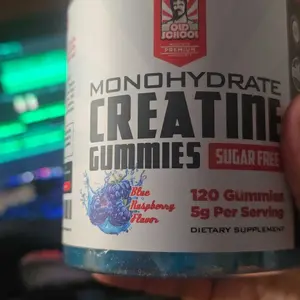 OLD
SCHOOL
PREMIUM
MONOHYDRATE
CREATINE
GUMMIES SUGAR FREE
Blue
Raspberry
Flavor
120 Gummies
5g Per Serving
DIETARY SUPPLEMENT